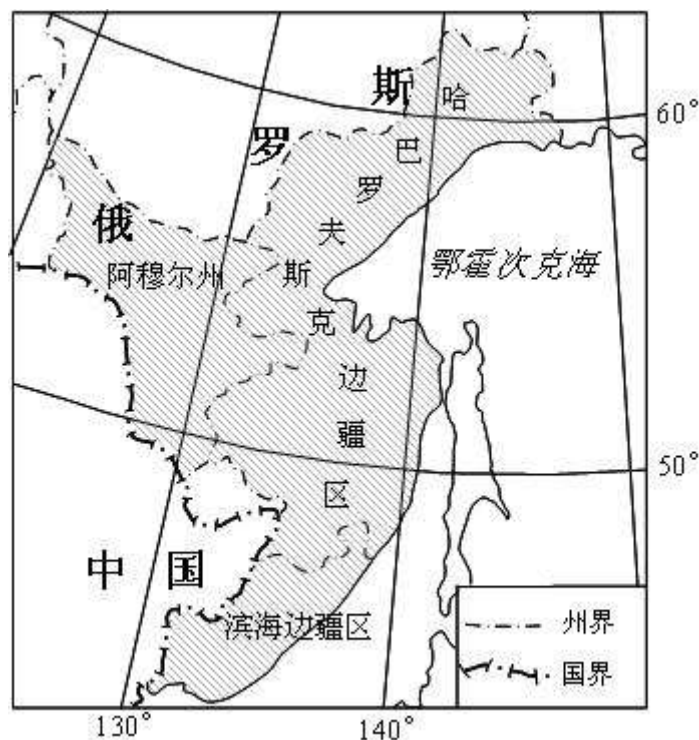 俄罗斯
哈巴罗夫斯克边疆区
60°
阿穆尔州
鄂霍次克海
50°
中国
滨海边疆区
州界
国界
130°
140°